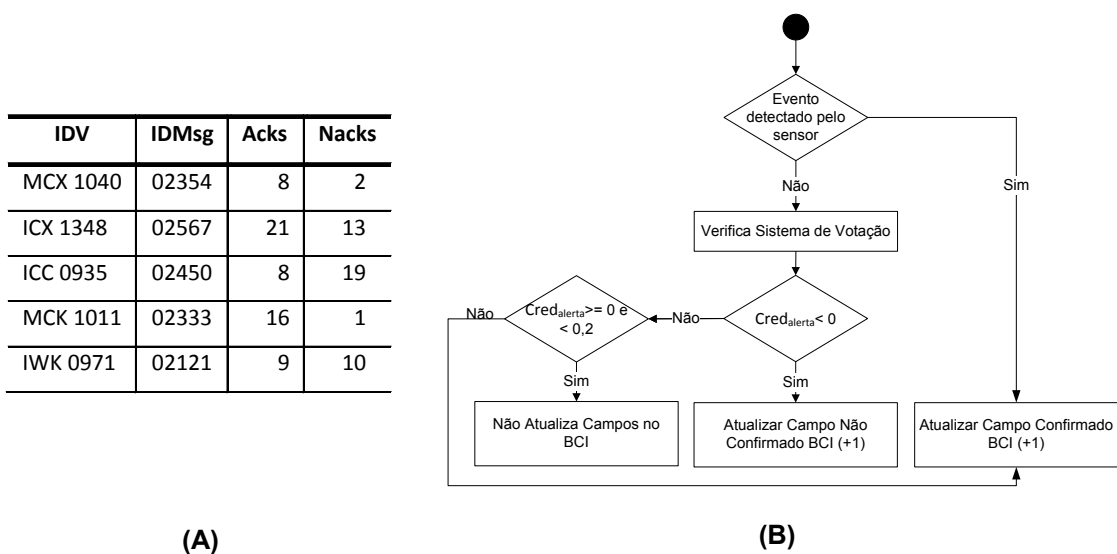 IDV IDMsg Acks Nacks
MCX 1040 02354 8 2
ICX 1348 02567 21 13
ICC 0935 02450 8 19
MCK 1011 02333 16 1
IWK 0971 02121 9 10
(A)
Evento
detectado pelo
sensor
Não
Sim
Verifica Sistema de Votação
Não
Cred_alerta>= 0 e
< 0,2
Não
Cred_alerta< 0
Sim
Sim
Não Atualiza Campos no
BCI
Atualizar Campo Não
Confirmado BCI (+1)
Atualizar Campo Confirmado
BCI (+1)
(B)